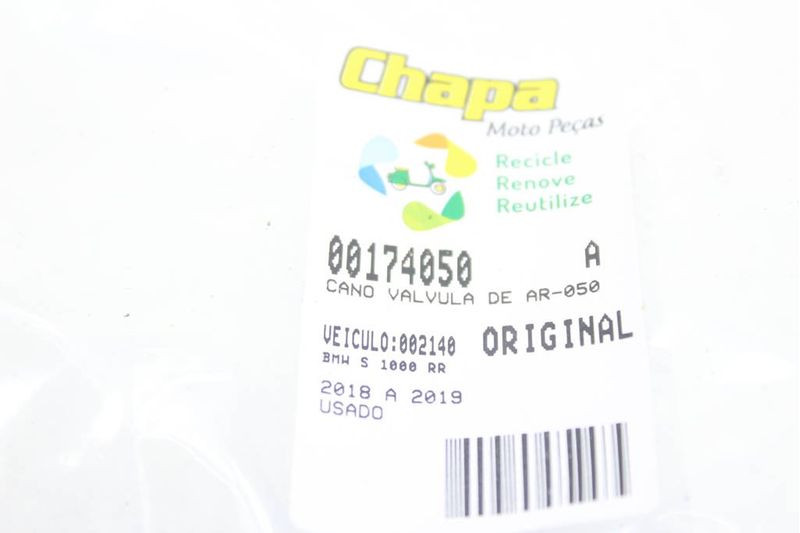 Chapa
Moto Peças
Recicle
Renove
Reutilize
00174050 A
CANO VALVULA DE AR-050
VEICULO:002140 ORIGINAL
BMW S 1000 RR
2018 A 2019
USADO